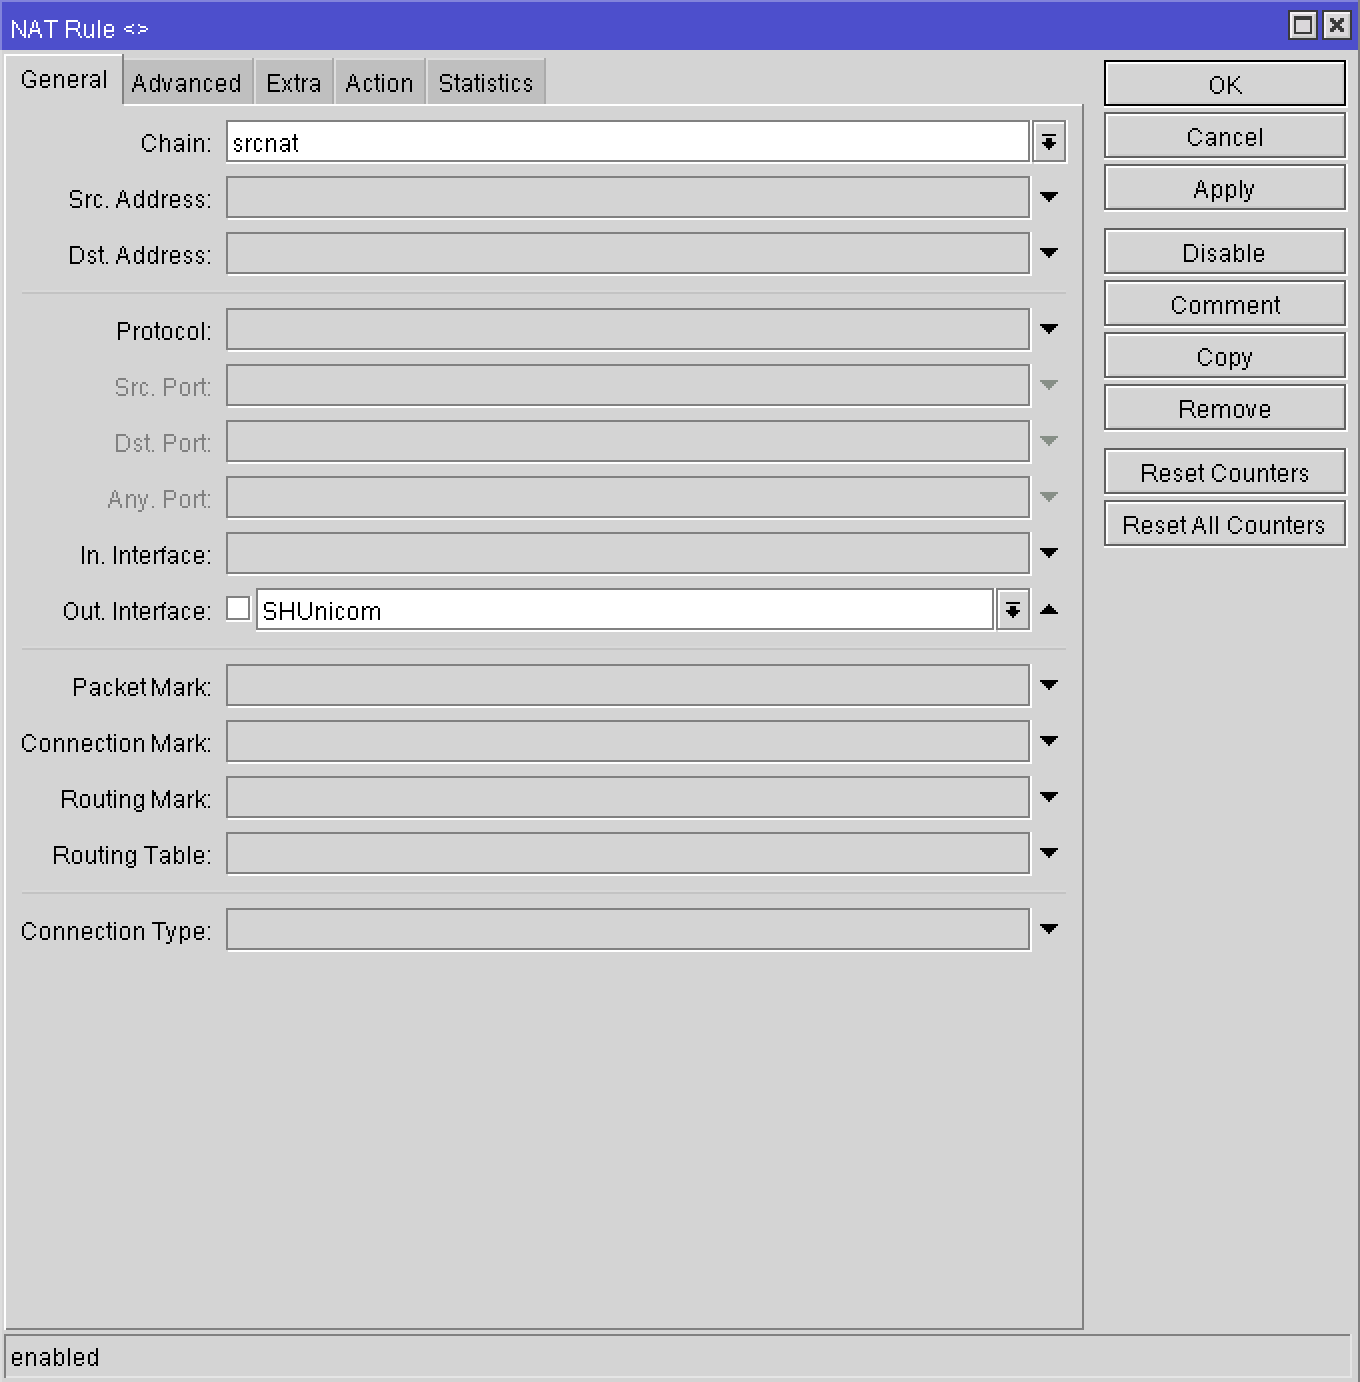 NAT Rule <>
General Advanced Extra Action Statistics
Chain: srcnat
Src. Address:
Dst. Address:
Protocol:
Src. Port:
Dst. Port:
Any. Port:
In. Interface:
Out. Interface: SHUnicom
Packet Mark:
Connection Mark:
Routing Mark:
Routing Table:
Connection Type:
OK
Cancel
Apply
Disable
Comment
Copy
Remove
Reset Counters
Reset All Counters
enabled